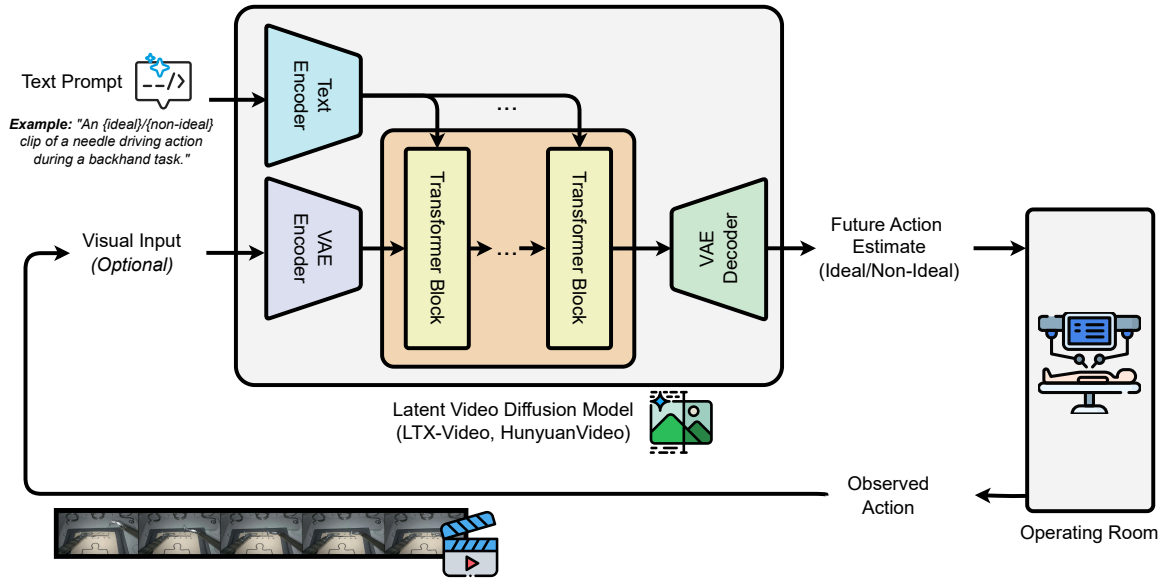 Text Prompt
Example: "An {ideal}/{non-ideal}
clip of a needle driving action
during a backhand task."
Text
Encoder
...
Visual Input
(Optional)
VAE
Encoder
Transformer Block
...
Transformer Block
VAE
Decoder
Future Action
Estimate
(Ideal/Non-Ideal)
Latent Video Diffusion Model
(LTX-Video, HunyuanVideo)
Observed
Action
Operating Room